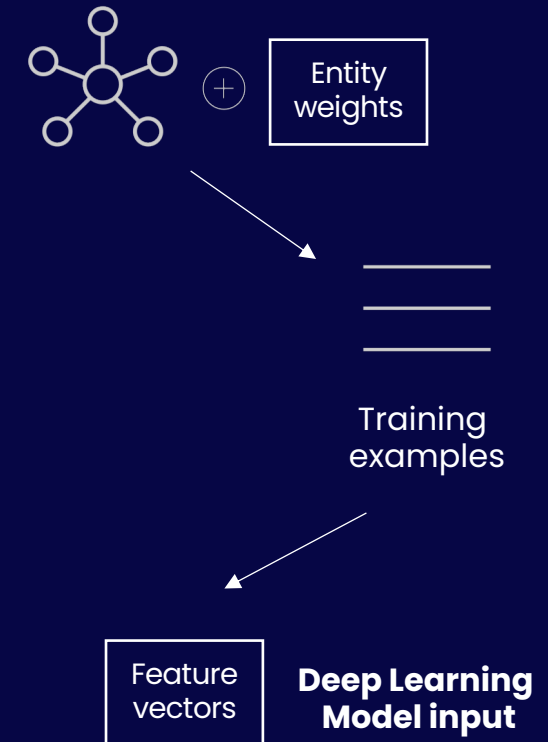 Entity
weights
Training
examples
Feature
vectors
Deep Learning
Model input